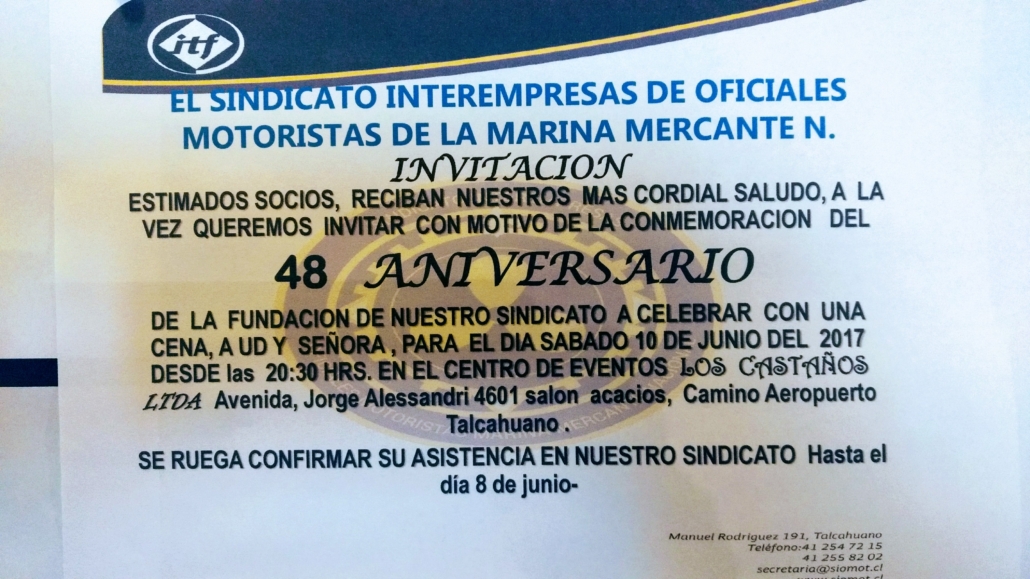 itf
EL SINDICATO INTEREMPRESAS DE OFICIALES
MOTORISTAS DE LA MARINA MERCANTE N.
INVITACION
ESTIMADOS SOCIOS, RECIBAN NUESTROS MAS CORDIAL SALUDO, A LA
VEZ QUEREMOS INVITAR CON MOTIVO DE LA CONMEMORACION DEL
48 ANIVERSARIO
DE LA FUNDACION DE NUESTRO SINDICATO A CELEBRAR CON UNA
CENA, A UD Y SEÑORA, PARA EL DIA SABADO 10 DE JUNIO DEL 2017
DESDE las 20:30 HRS. EN EL CENTRO DE EVENTOS LOS CASTAÑOS
LTDA Avenida, Jorge Alessandri 4601 salon acacios, Camino Aeropuerto
Talcahuano .
SE RUEGA CONFIRMAR SU ASISTENCIA EN NUESTRO SINDICATO Hasta el
día 8 de junio-
Manuel Rodríguez 191, Talcahuano
Teléfono:41 254 72 15
41 255 82 02
secretaria@siomot.cl